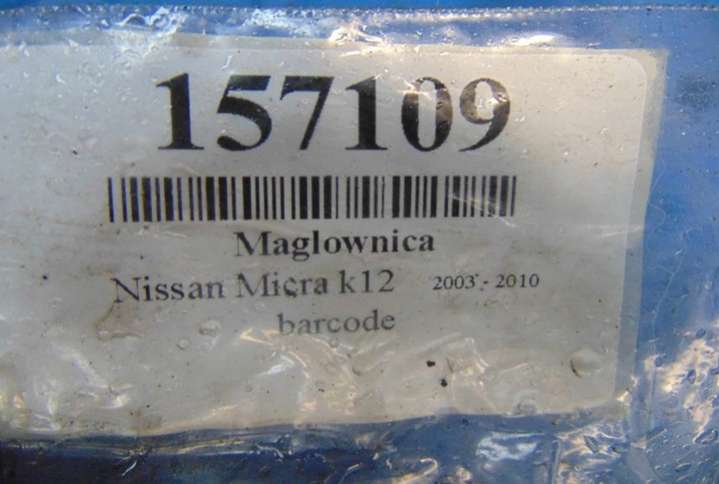 157109
Maglownica
Nissan Micra k12 2003 - 2010
barcode